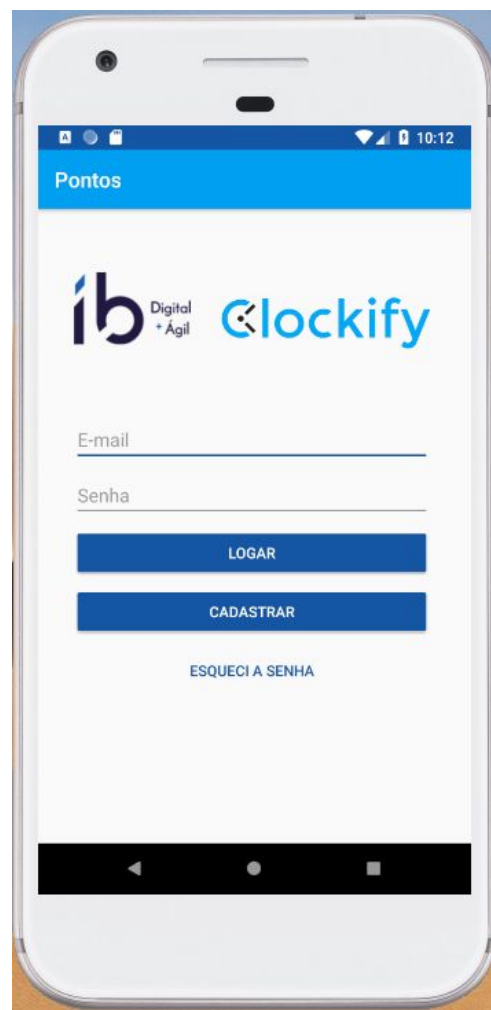 10:12
Pontos
ib Digital
+ Ágil
Clockify
E-mail
Senha
LOGAR
CADASTRAR
ESQUECI A SENHA